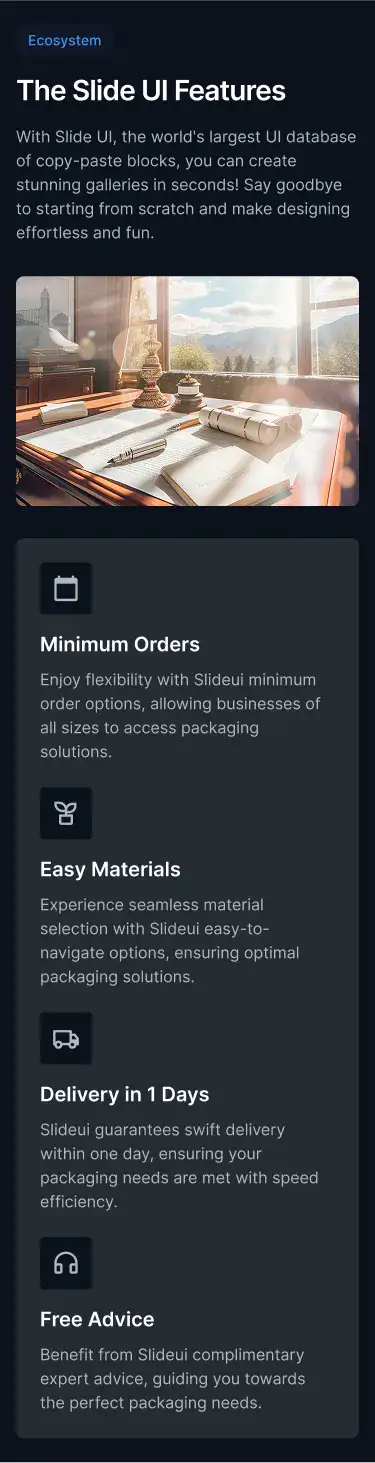 Ecosystem
The Slide UI Features
With Slide UI, the world's largest UI database
of copy-paste blocks, you can create
stunning galleries in seconds! Say goodbye
to starting from scratch and make designing
effortless and fun.
Minimum Orders
Enjoy flexibility with Slideui minimum
order options, allowing businesses of
all sizes to access packaging
solutions.
Easy Materials
Experience seamless material
selection with Slideui easy-to-
navigate options, ensuring optimal
packaging solutions.
Delivery in 1 Days
Slideui guarantees swift delivery
within one day, ensuring your
packaging needs are met with speed
efficiency.
Free Advice
Benefit from Slideui complimentary
expert advice, guiding you towards
the perfect packaging needs.